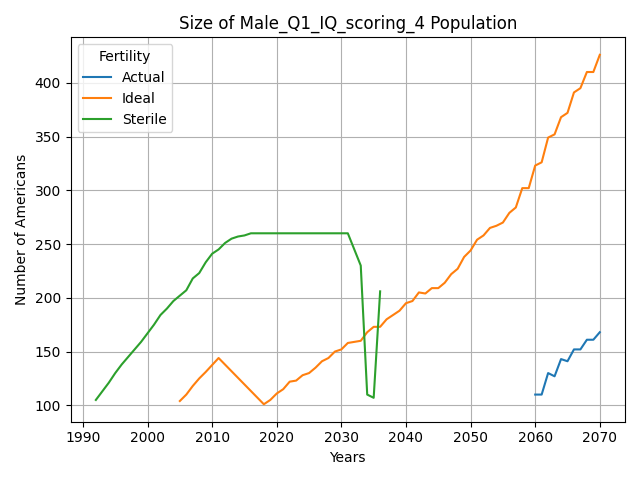 Size of Male_Q1_IQ_scoring_4 Population
Fertility
Actual
Ideal
Sterile
Number of Americans
400
350
300
250
200
150
100
1990 2000 2010 2020 2030 2040 2050 2060 2070
Years